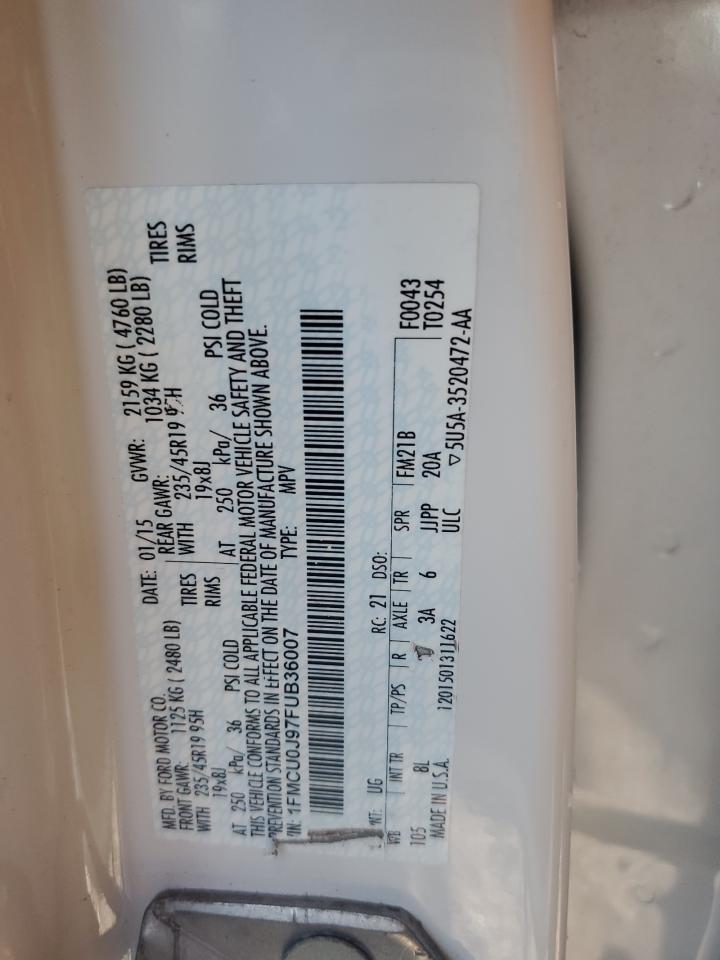 MFD. BY FORD MOTOR CO. DATE: 01/15 GVWR: 2159 KG ( 4760 LB)
FRONT GAWR: 1125 KG ( 2480 LB) REAR GAWR: 1034 KG ( 2280 LB)
WITH 235/45R19 95H TIRES WITH 235/45R19 95H TIRES
19x8J RIMS 19x8J RIMS
AT 250 kPa/ 36 PSI COLD AT 250 kPa/ 36 PSI COLD
THIS VEHICLE CONFORMS TO ALL APPLICABLE FEDERAL MOTOR VEHICLE SAFETY AND THEFT
PREVENTION STANDARDS IN EFFECT ON THE DATE OF MANUFACTURE SHOWN ABOVE.
VIN: 1FMCU0J97FUB36007 TYPE: MPV
UG RC: 21 DSO:
WB INT TR TP/PS R AXLE TR SPR FM21B F0043
105 8L 3A 6 JJPP 20A T0254
MADE IN U.S.A. ULC ▽5U5A-3520472-AA